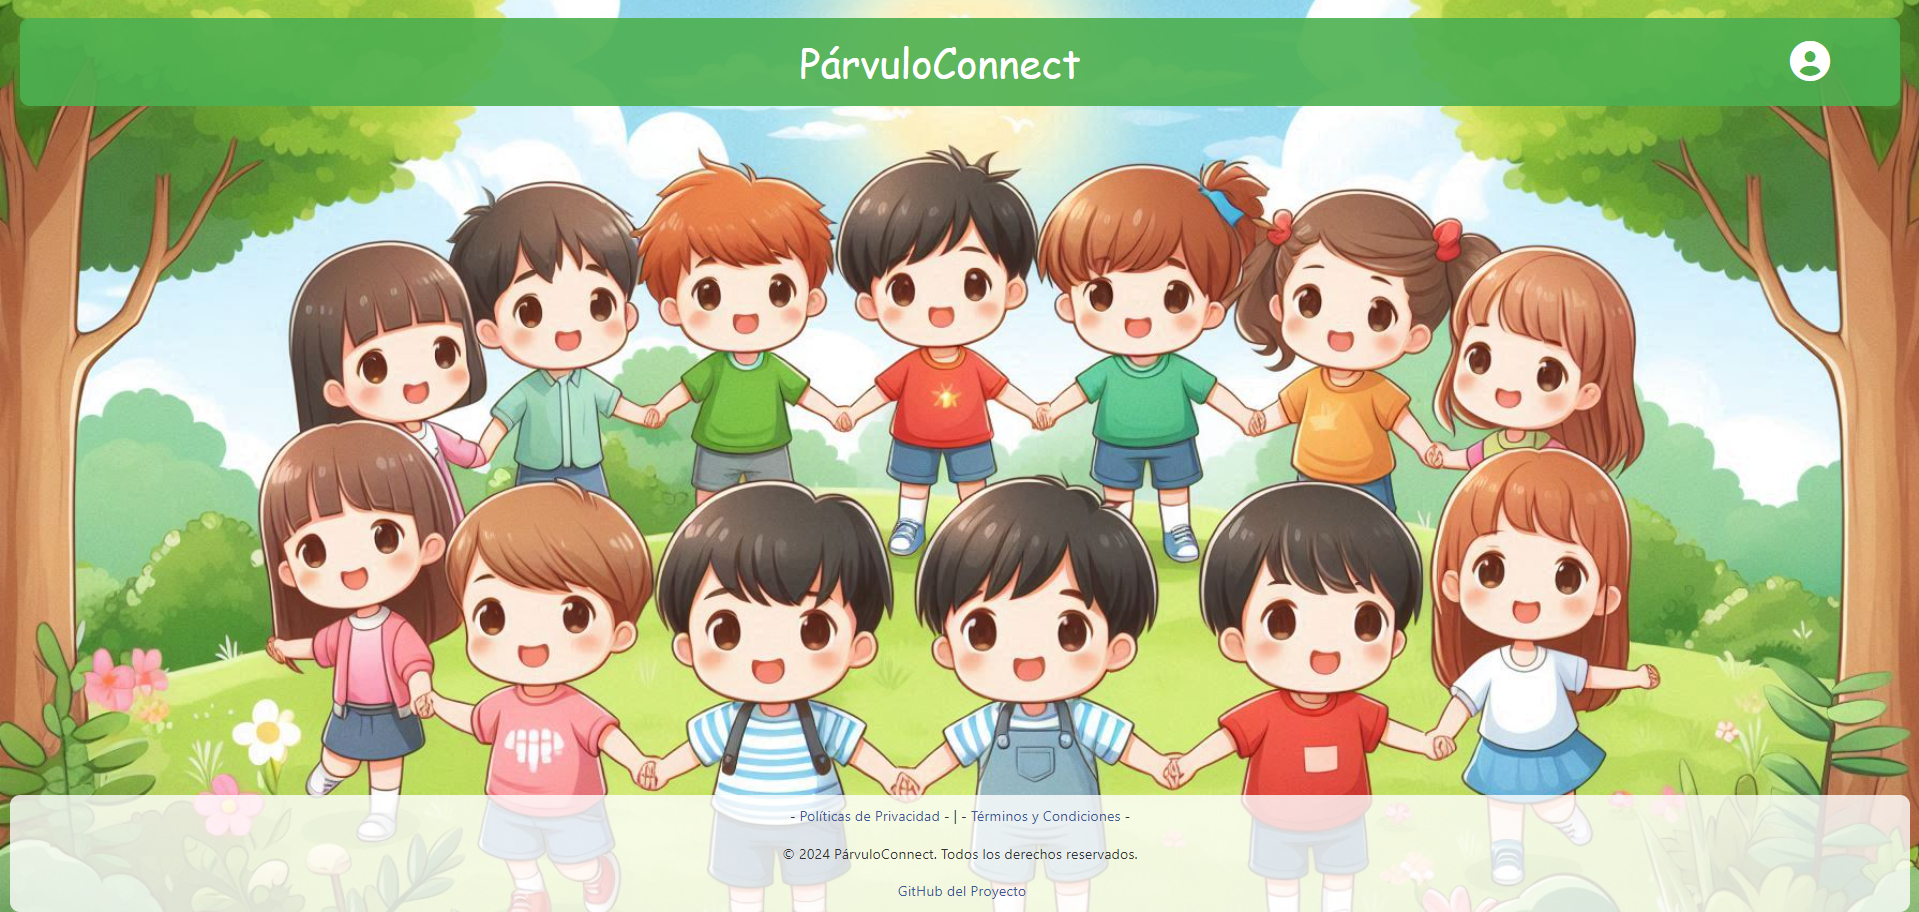 PárvuloConnect
- Políticas de Privacidad - | - Términos y Condiciones -
© 2024 PárvuloConnect. Todos los derechos reservados.
GitHub del Proyecto